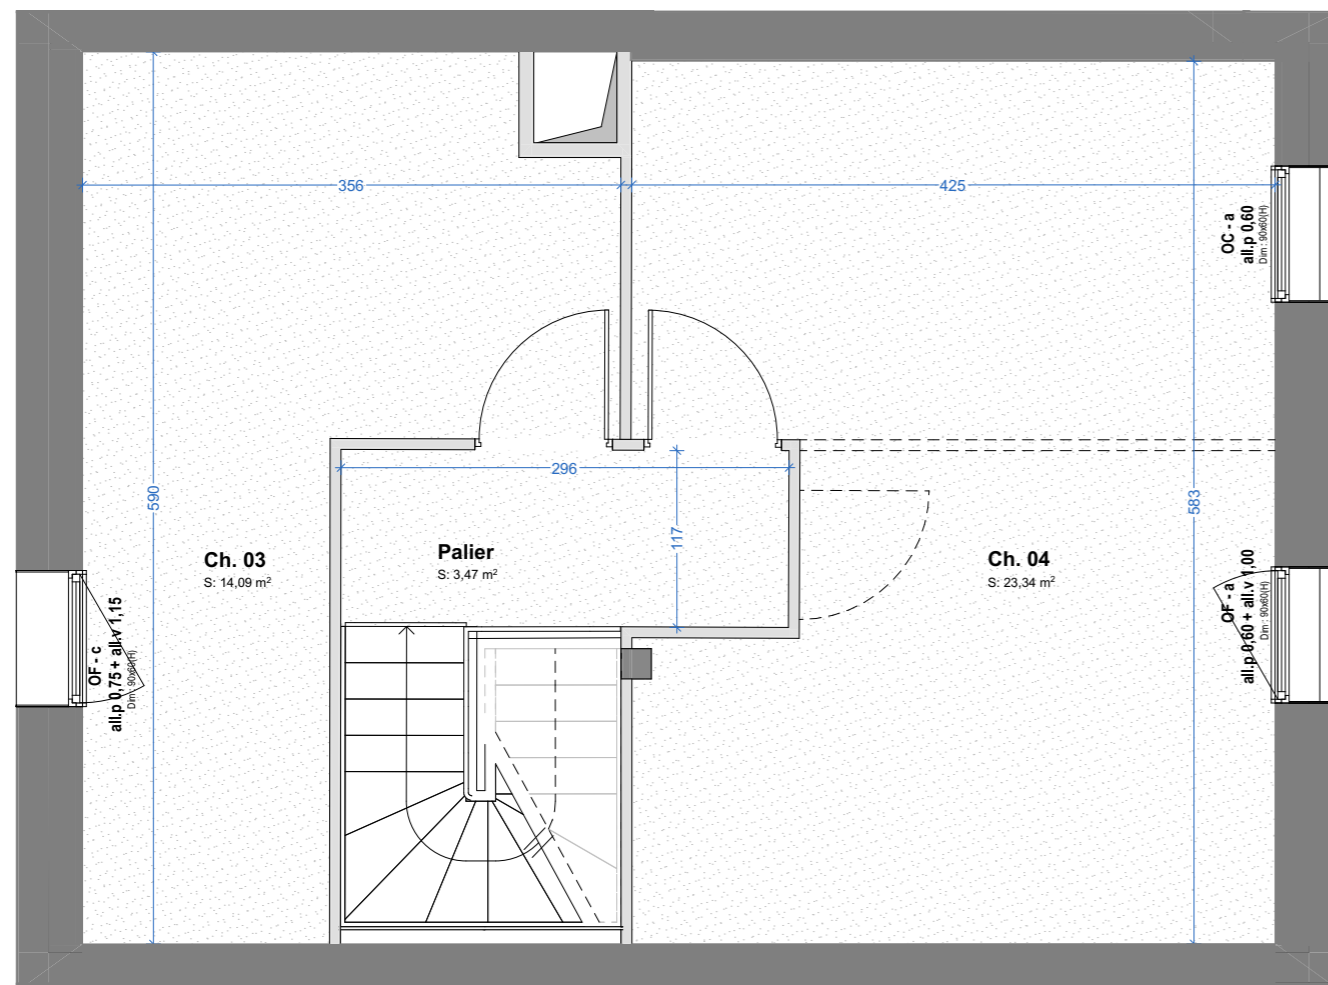 356
425
OC - a
all.p 0,60
Dim : 90x60(H)
296
590
583
117
Ch. 03
S: 14,09 m²
Palier
S: 3,47 m²
Ch. 04
S: 23,34 m²
OF - c
all.p 0,75 + all.v 1,15
Dim : 90x60(H)
OF - a
all.p 0,60 + all.v 1,00
Dim : 90x60(H)